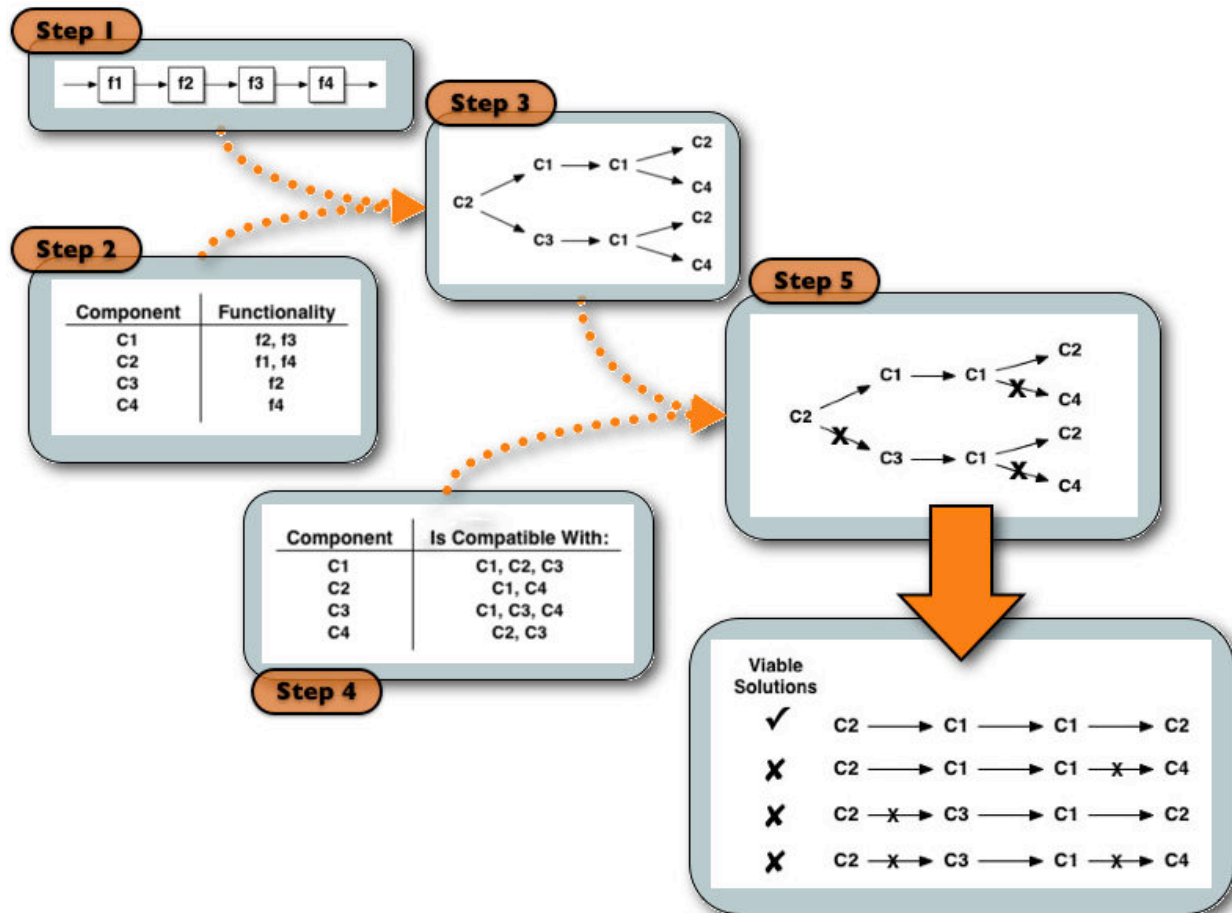 Step 1
f1 f2 f3 f4
Step 2
Component Functionality
C1 f2, f3
C2 f1, f4
C3 f2
C4 f4
Step 3
C2
C1 C1
C4
C2
C2
C3 C1
C4
Step 4
Component Is Compatible With:
C1 C1, C2, C3
C2 C1, C4
C3 C1, C3, C4
C4 C2, C3
Step 5
C2
C1 C1
X
C4
C2
X
C2
C3 C1
X
C4
Viable
Solutions
✓ C2 C1 C1 C2
✗ C2 C1 C1 X C4
✗ C2 X C3 C1 C2
✗ C2 X C3 C1 X C4